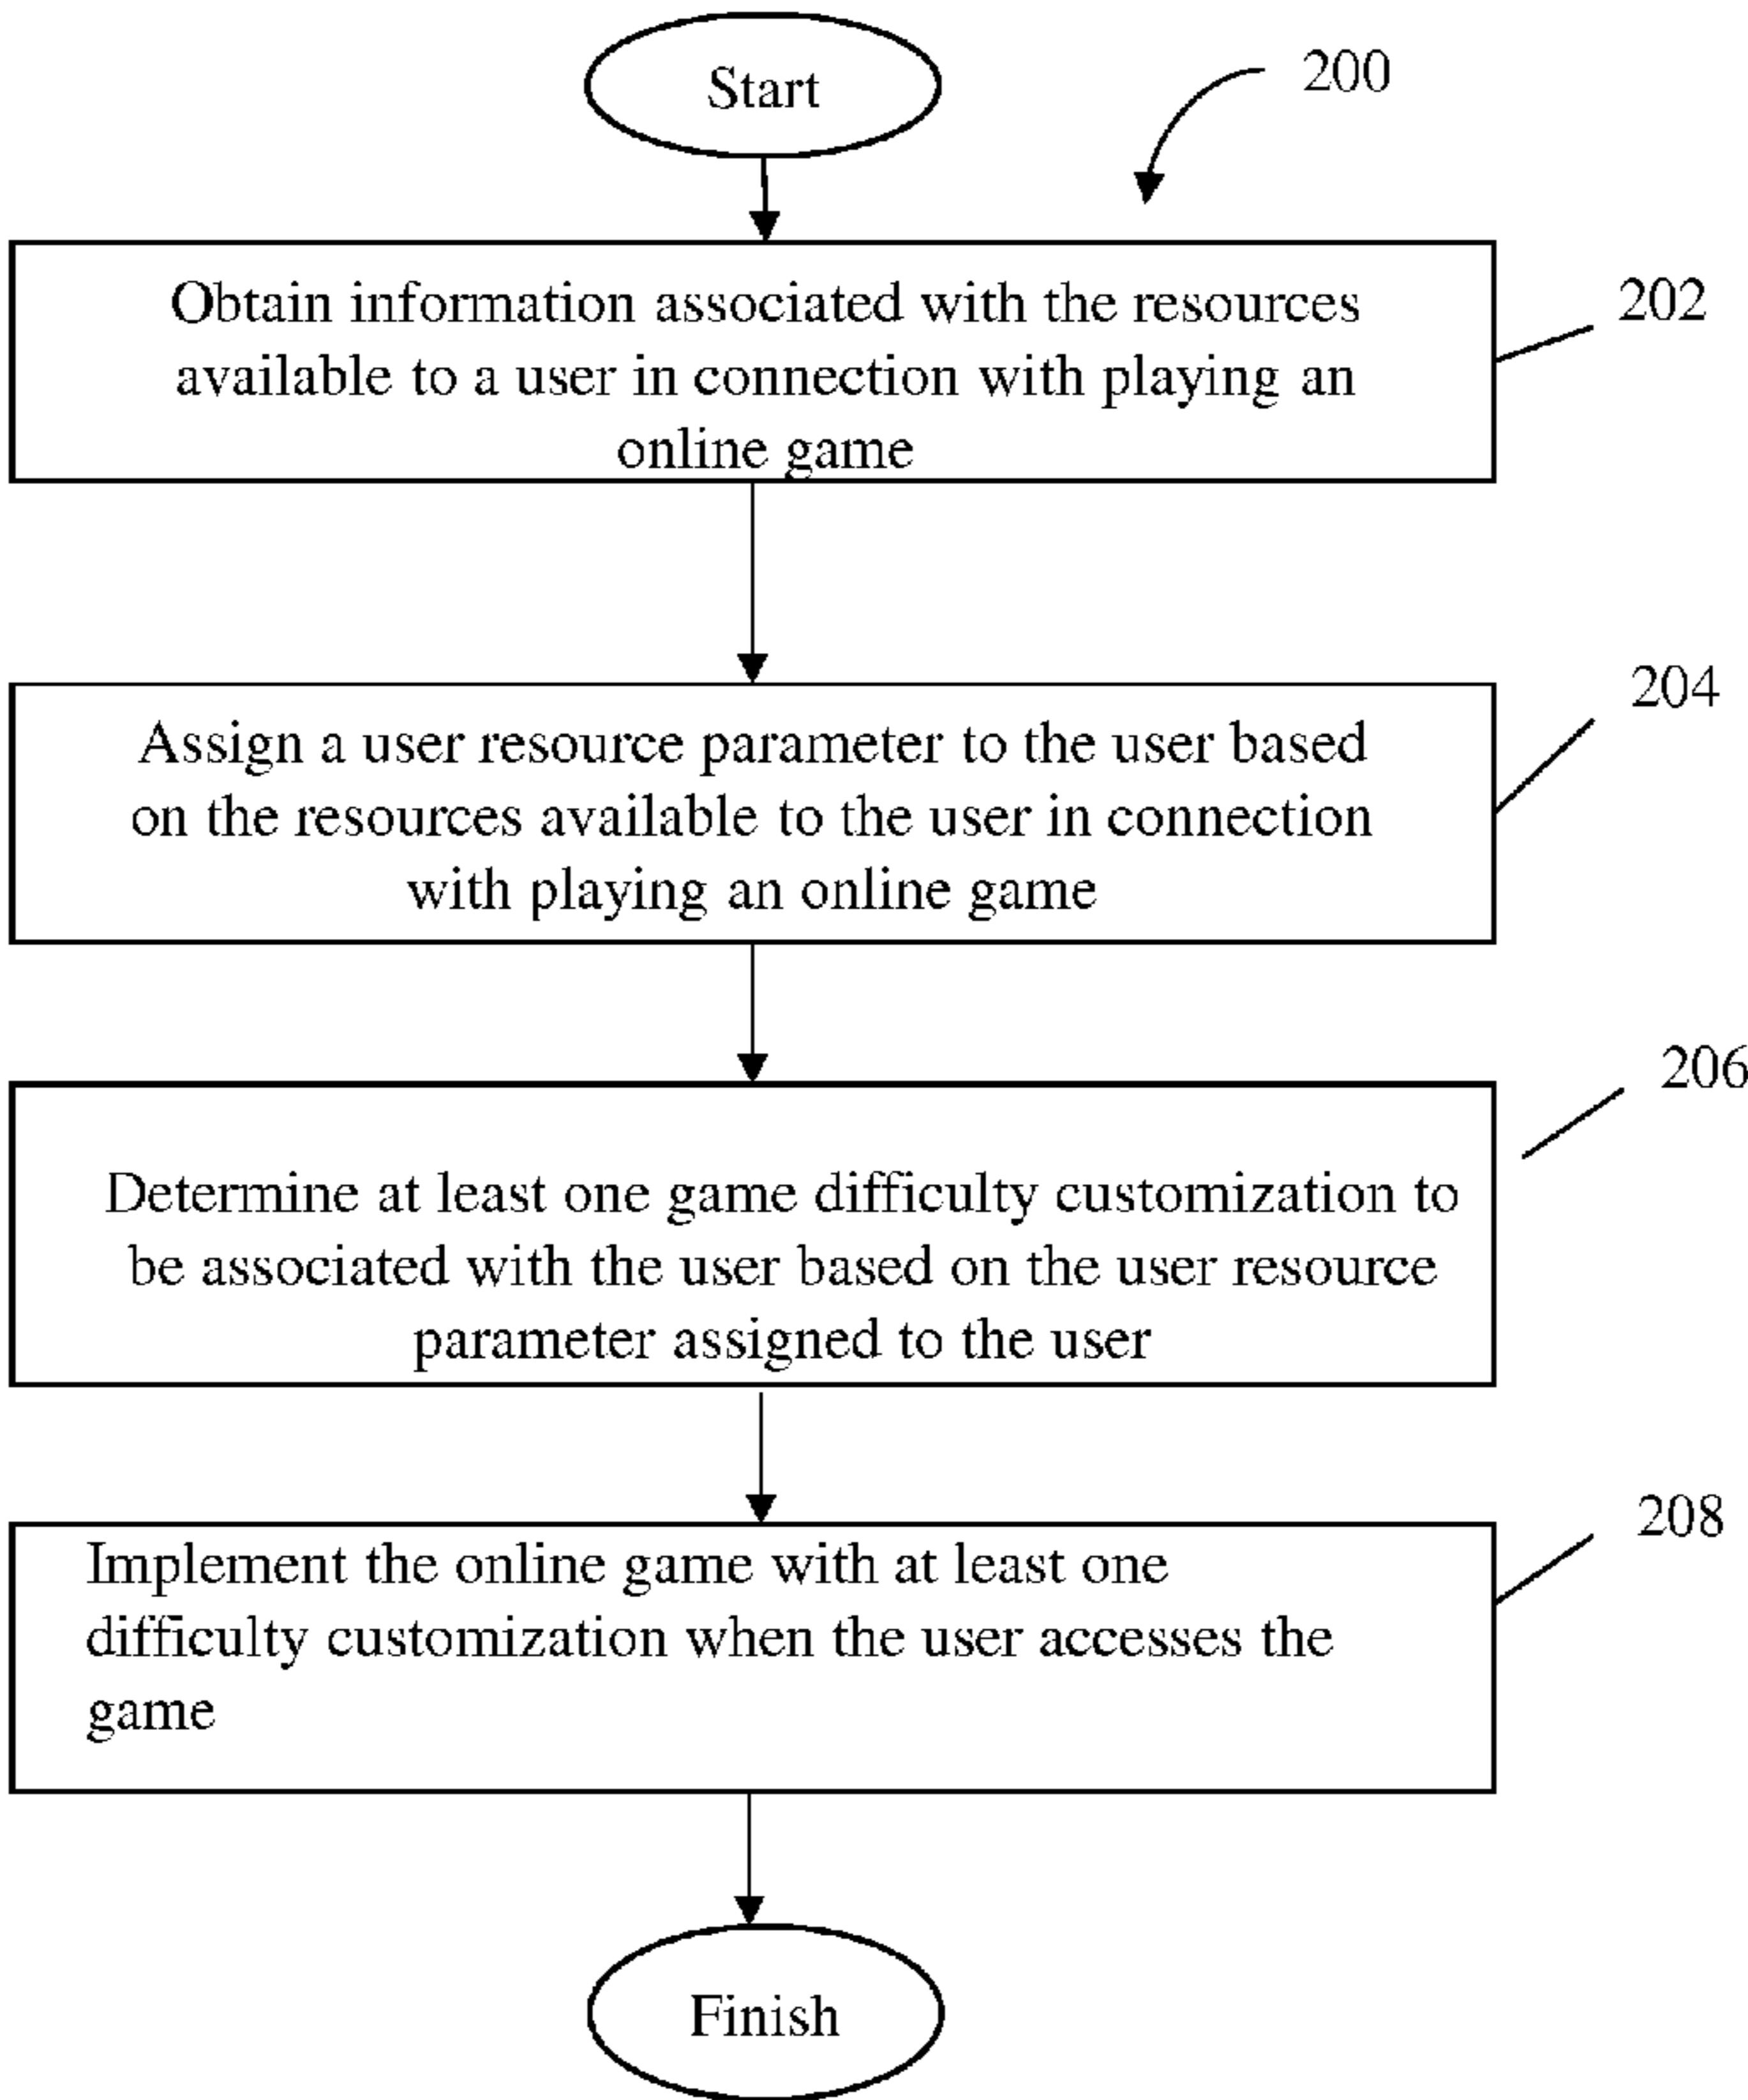 Start
200
Obtain information associated with the resources
available to a user in connection with playing an
online game
202
Assign a user resource parameter to the user based
on the resources available to the user in connection
with playing an online game
204
Determine at least one game difficulty customization to
be associated with the user based on the user resource
parameter assigned to the user
206
Implement the online game with at least one
difficulty customization when the user accesses the
game
208
Finish